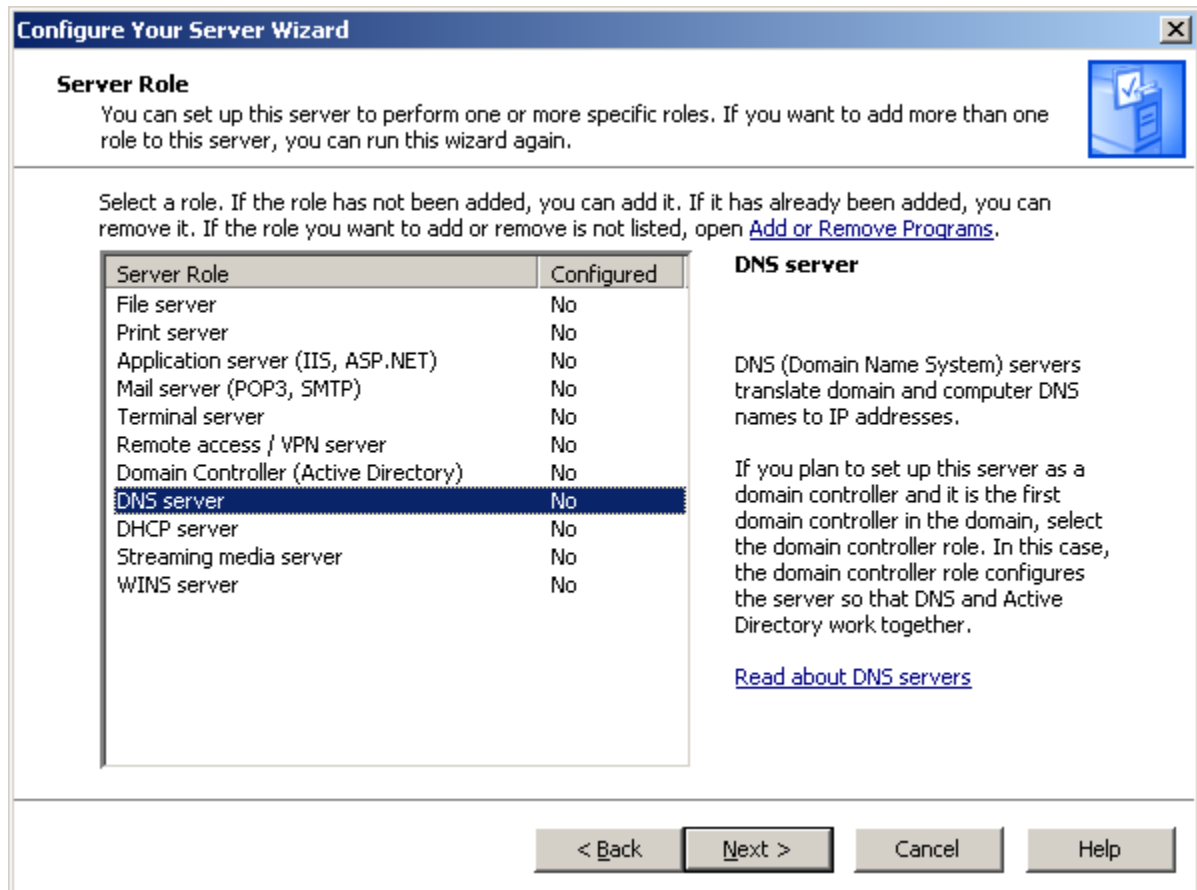 Configure Your Server Wizard
Server Role
You can set up this server to perform one or more specific roles. If you want to add more than one
role to this server, you can run this wizard again.
Select a role. If the role has not been added, you can add it. If it has already been added, you can
remove it. If the role you want to add or remove is not listed, open Add or Remove Programs.
Server Role Configured
File server No
Print server No
Application server (IIS, ASP.NET) No
Mail server (POP3, SMTP) No
Terminal server No
Remote access / VPN server No
Domain Controller (Active Directory) No
DNS server No
DHCP server No
Streaming media server No
WINS server No
DNS server
DNS (Domain Name System) servers
translate domain and computer DNS
names to IP addresses.
If you plan to set up this server as a
domain controller and it is the first
domain controller in the domain, select
the domain controller role. In this case,
the domain controller role configures
the server so that DNS and Active
Directory work together.
Read about DNS servers
< Back Next > Cancel Help